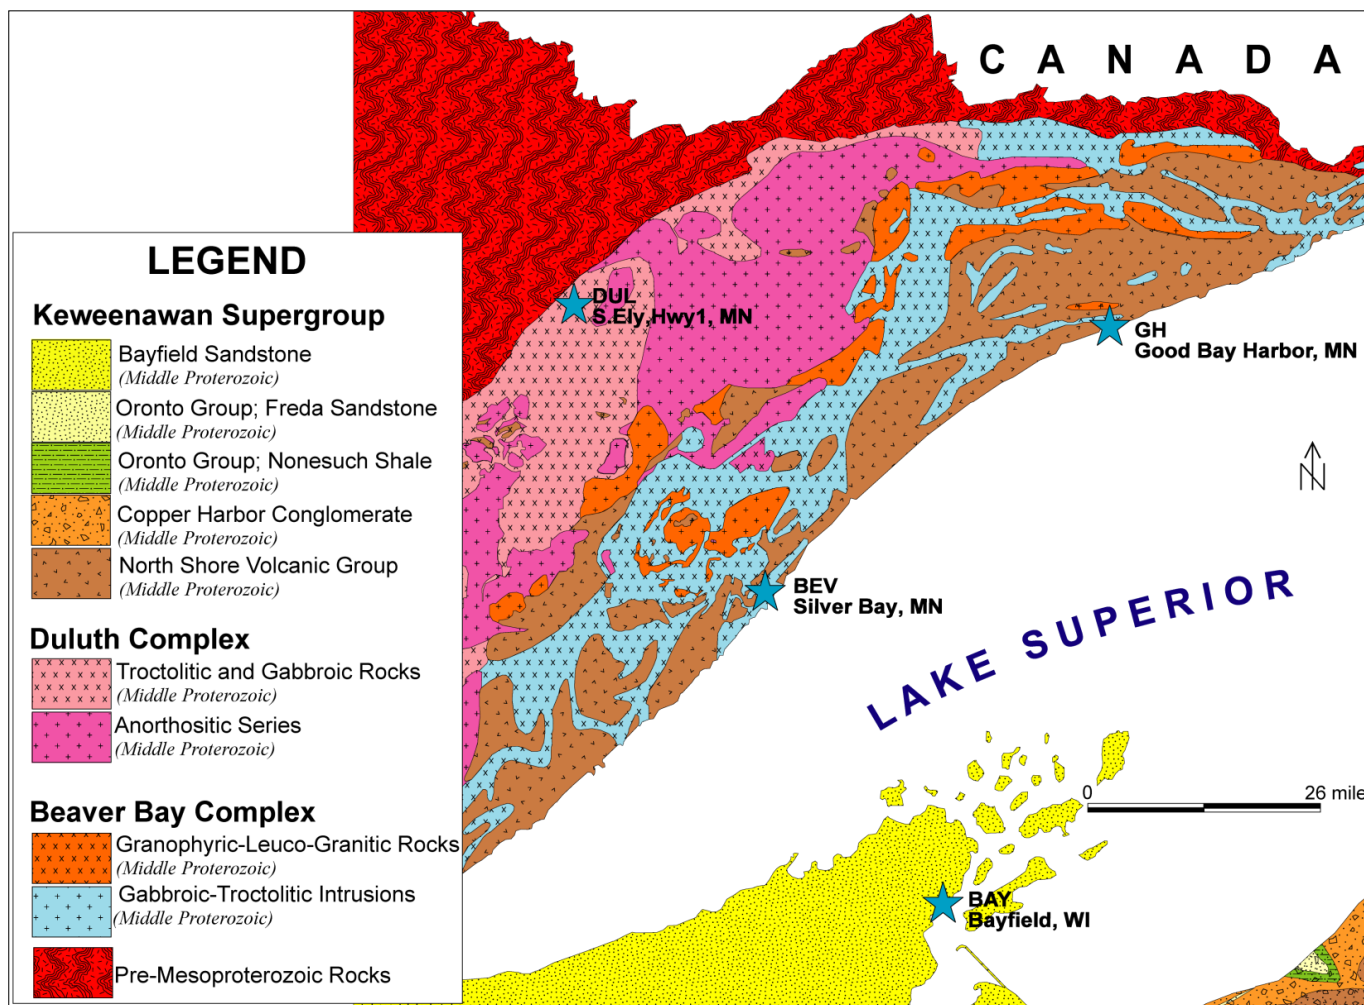 CANADA
LEGEND
Keweenawan Supergroup
Bayfield Sandstone
(Middle Proterozoic)
Oronto Group; Freda Sandstone
(Middle Proterozoic)
Oronto Group; Nonesuch Shale
(Middle Proterozoic)
Copper Harbor Conglomerate
(Middle Proterozoic)
North Shore Volcanic Group
(Middle Proterozoic)
Duluth Complex
Troctolitic and Gabbroic Rocks
(Middle Proterozoic)
Anorthositic Series
(Middle Proterozoic)
Beaver Bay Complex
Granophyric-Leuco-Granitic Rocks
(Middle Proterozoic)
Gabbroic-Troctolitic Intrusions
(Middle Proterozoic)
Pre-Mesoproterozoic Rocks
DUL
S.Ely,Hwy1, MN
GH
Good Bay Harbor, MN
N
BEV
Silver Bay, MN
LAKE SUPERIOR
0 26 mile
BAY
Bayfield, WI